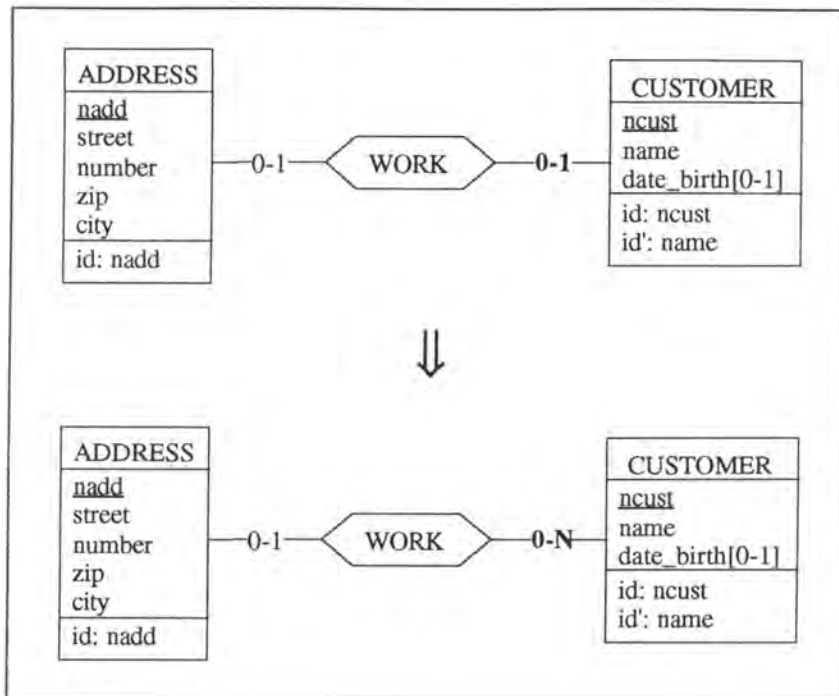 ADDRESS
nadd
street
number
zip
city
id: nadd
0-1
WORK
0-1
CUSTOMER
ncust
name
date_birth[0-1]
id: ncust
id': name
⇓
ADDRESS
nadd
street
number
zip
city
id: nadd
0-1
WORK
0-N
CUSTOMER
ncust
name
date_birth[0-1]
id: ncust
id': name